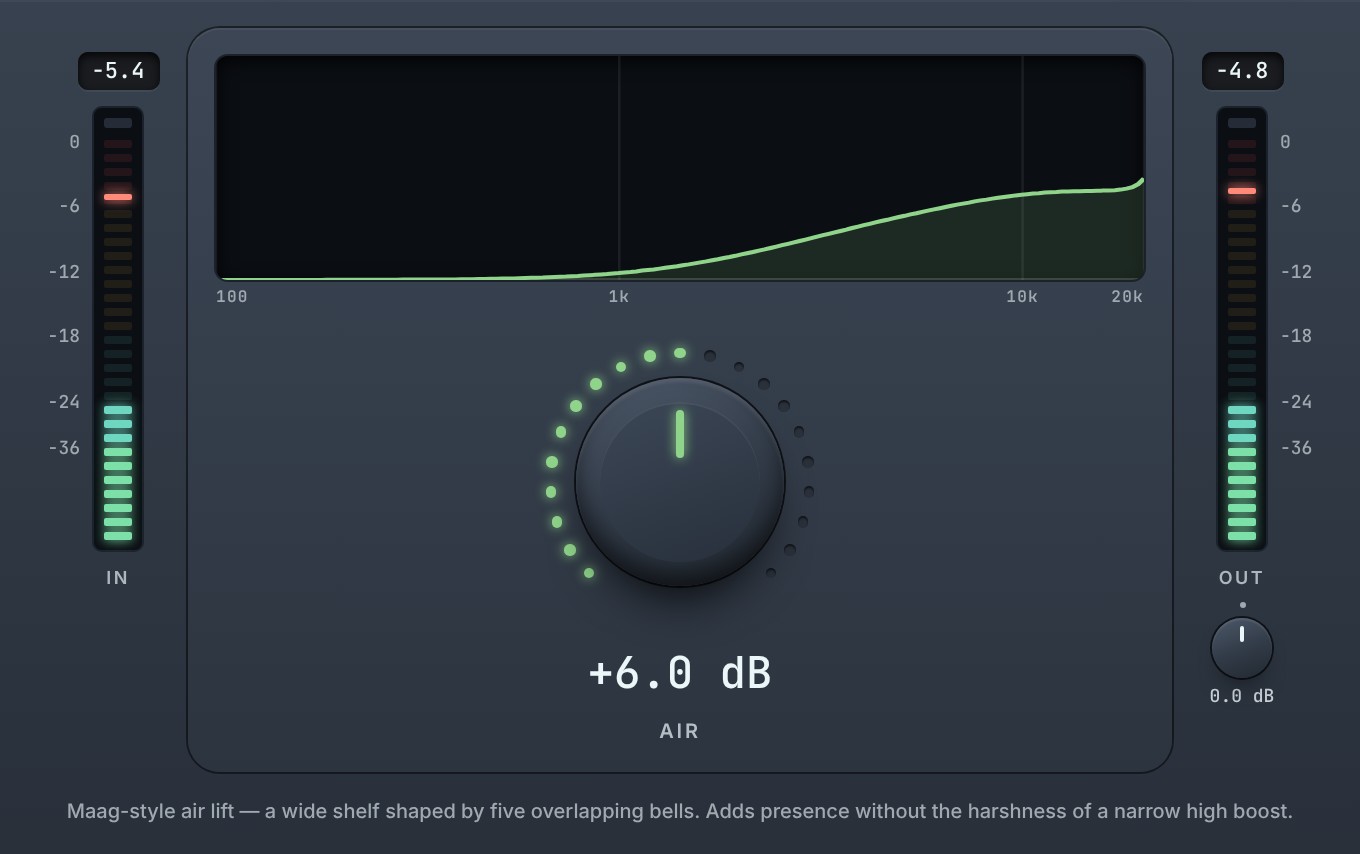 -5.4
-4.8
0
-6
-12
-18
-24
-36
IN
100 1k 10k 20k
+6.0 dB
AIR
0
-6
-12
-18
-24
-36
OUT
0.0 dB
Maag-style air lift — a wide shelf shaped by five overlapping bells. Adds presence without the harshness of a narrow high boost.